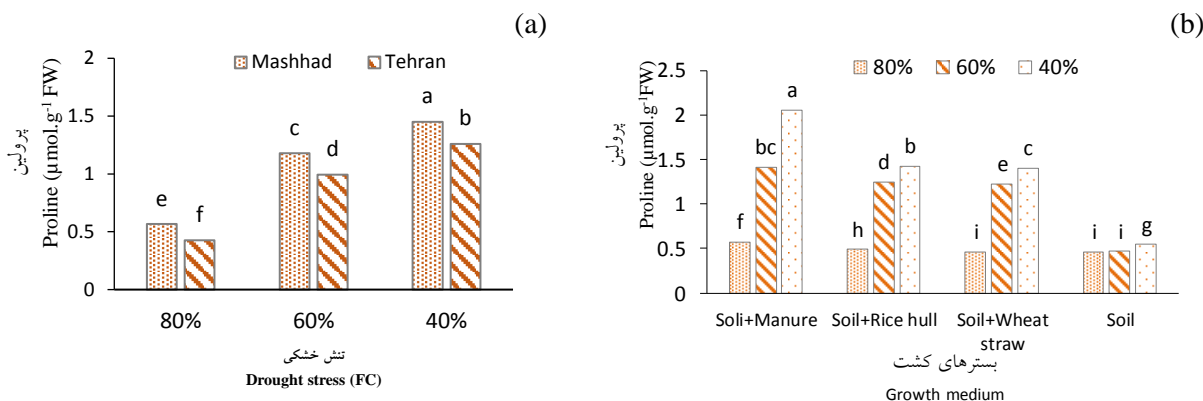 (a)
Mashhad Tehran
پرولین
Proline (µmol.g⁻¹ FW)
2
1.5
1
0.5
0
e f c d a b
80% 60% 40%
تنش خشکی
Drought stress (FC)
(b)
80% 60% 40%
پرولین
Proline (µmol.g⁻¹FW)
2.5
2
1.5
1
0.5
0
f bc a h d b i e c i i g
Soli+Manure Soil+Rice hull Soil+Wheat straw Soil
بسترهای کشت
Growth medium